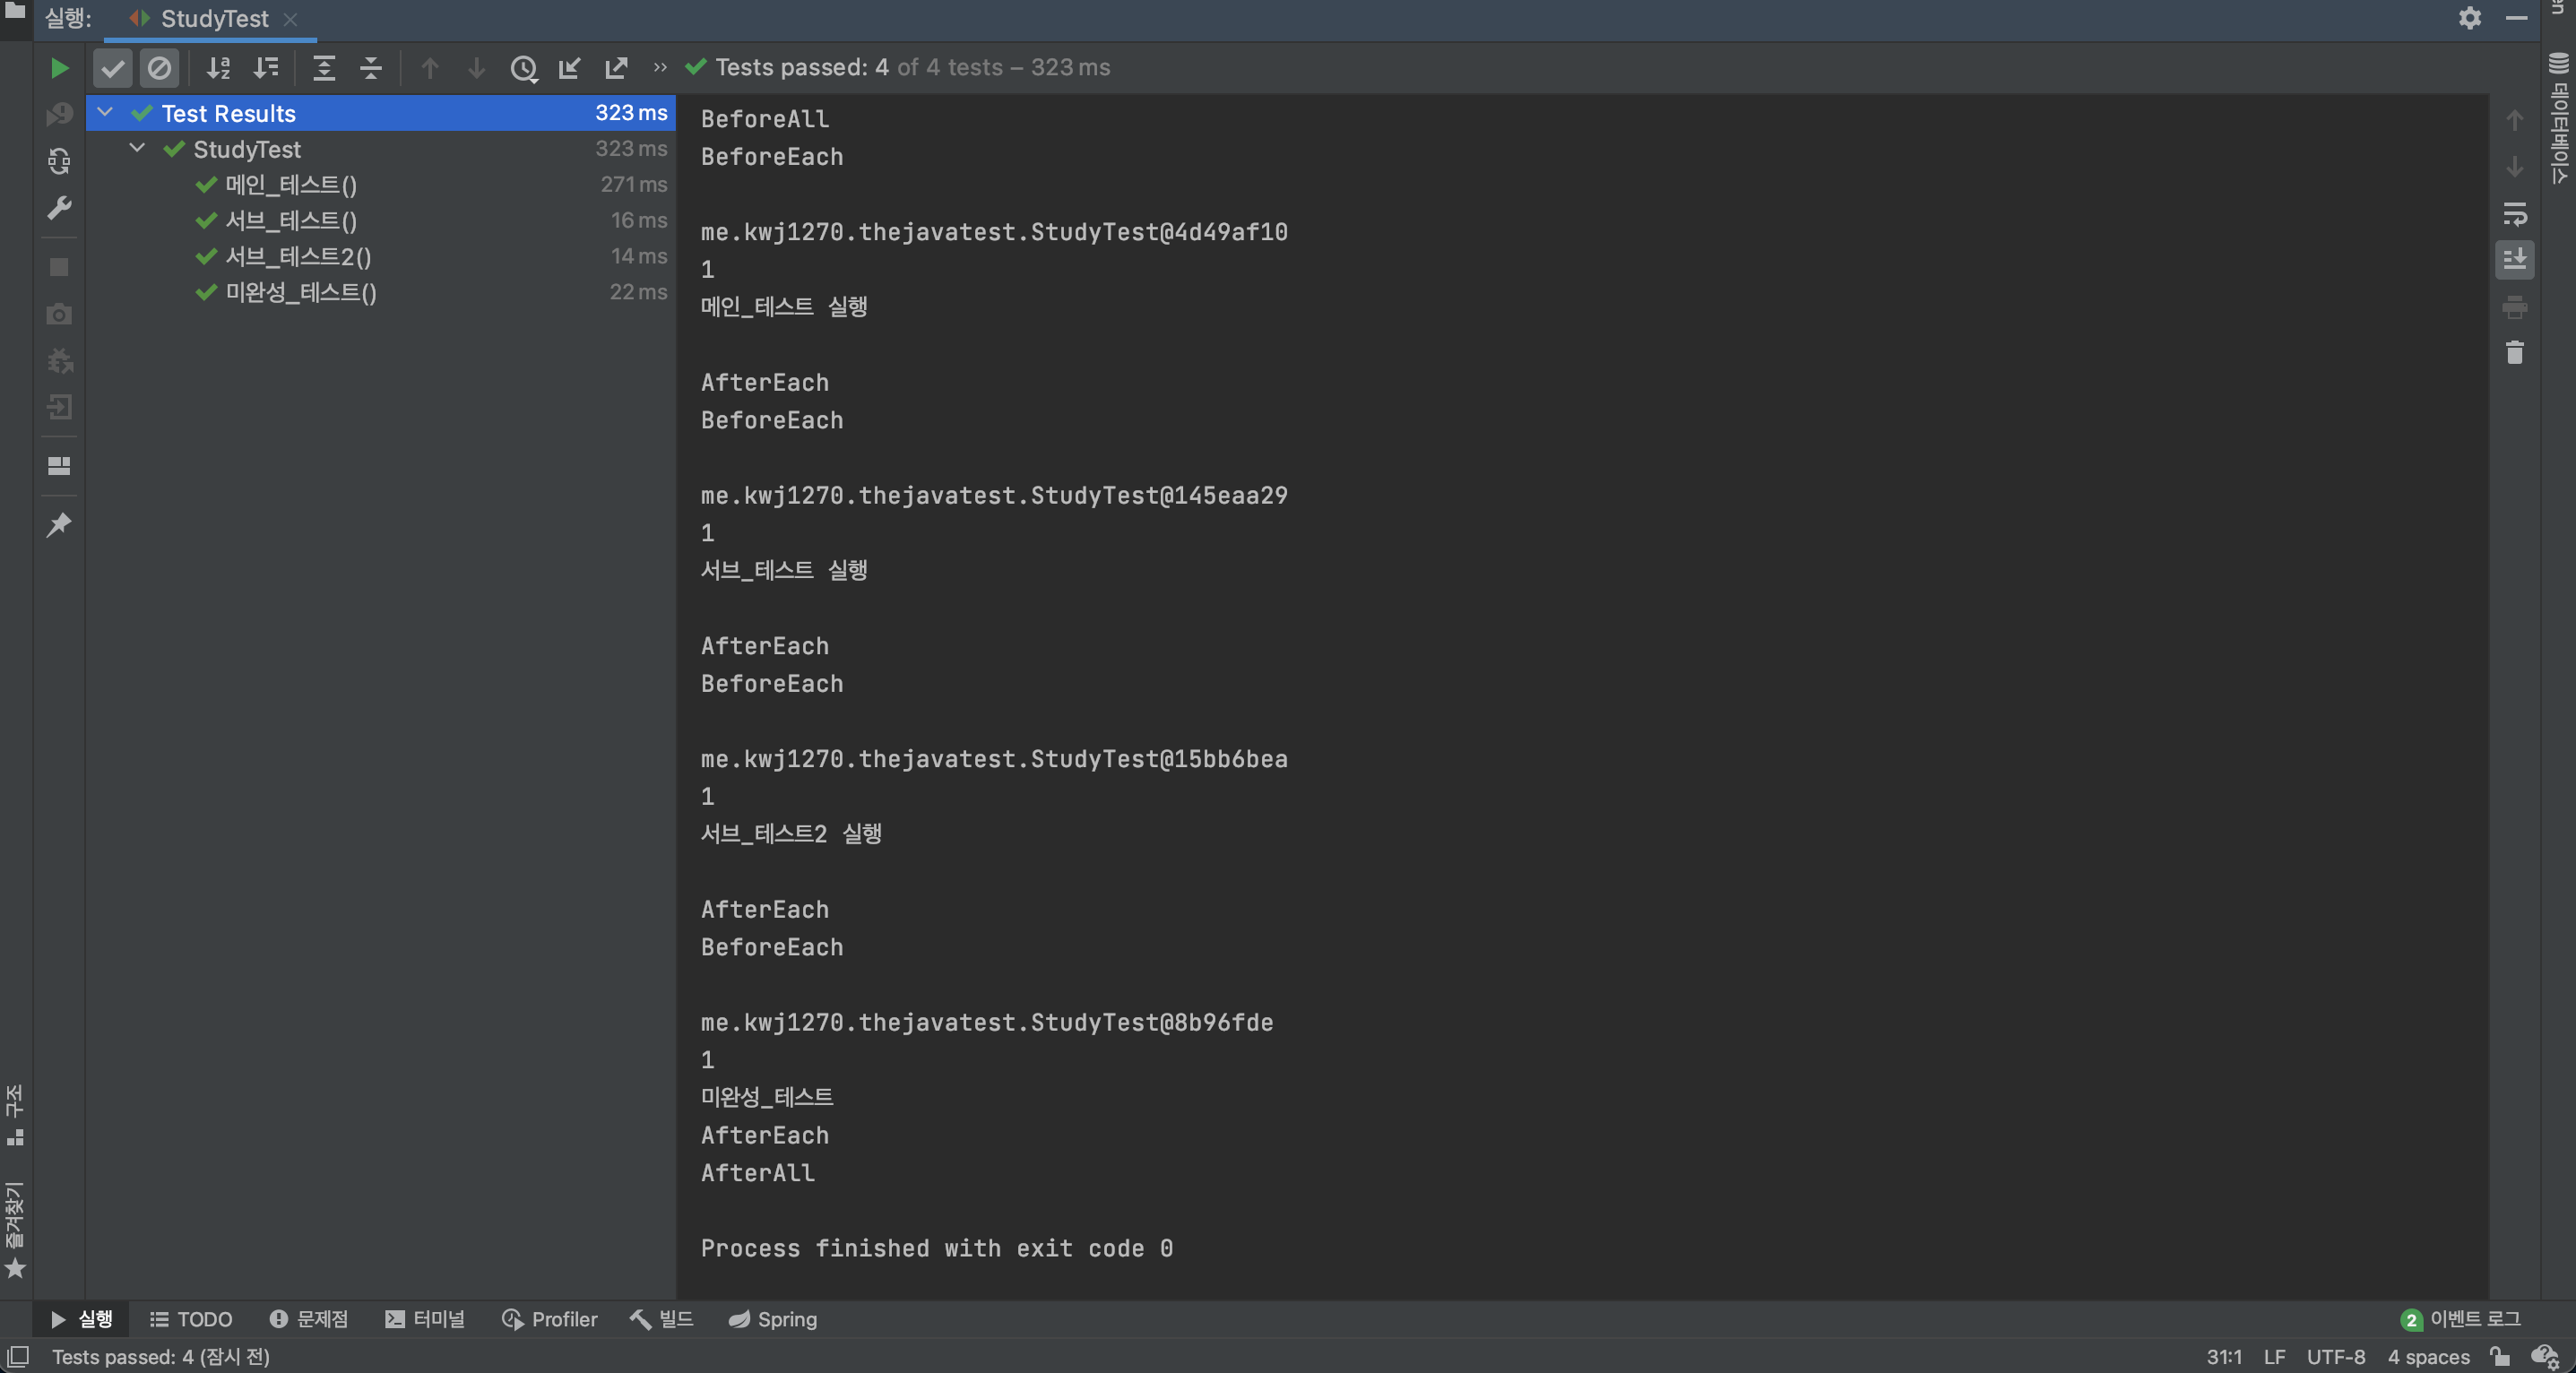 실행: StudyTest
Tests passed: 4 of 4 tests – 323 ms
Test Results 323 ms
StudyTest 323 ms
메인_테스트() 271 ms
서브_테스트() 16 ms
서브_테스트2() 14 ms
미완성_테스트() 22 ms
BeforeAll
BeforeEach
me.kwj1270.thejavatest.StudyTest@4d49af10
1
메인_테스트 실행
AfterEach
BeforeEach
me.kwj1270.thejavatest.StudyTest@145eaa29
1
서브_테스트 실행
AfterEach
BeforeEach
me.kwj1270.thejavatest.StudyTest@15bb6bea
1
서브_테스트2 실행
AfterEach
BeforeEach
me.kwj1270.thejavatest.StudyTest@8b96fde
1
미완성_테스트
AfterEach
AfterAll
Process finished with exit code 0
데이터베이스
구조
즐겨찾기
실행 TODO 문제점 터미널 Profiler 빌드 Spring 2 이벤트 로그
Tests passed: 4 (잠시 전) 31:1 LF UTF-8 4 spaces